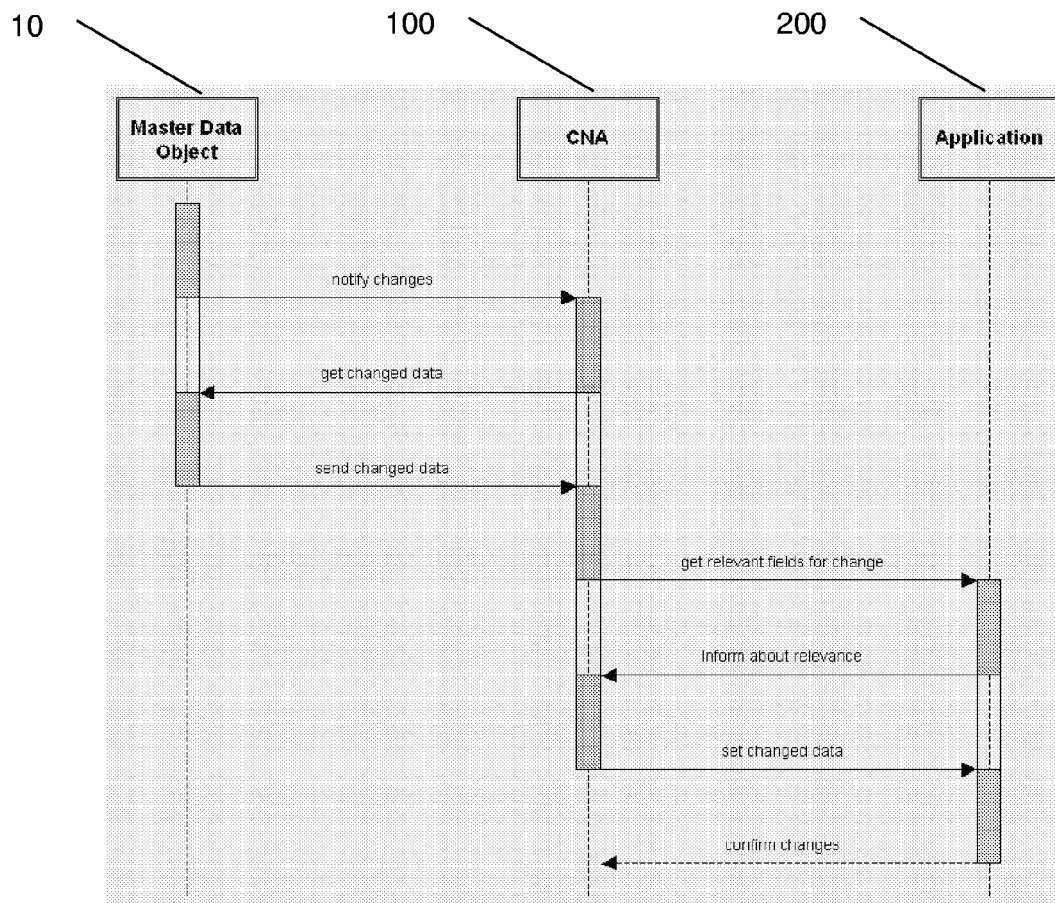 10
100
200
Master Data
Object
CNA
Application
notify changes
get changed data
send changed data
get relevant fields for change
Inform about relevance
set changed data
confirm changes